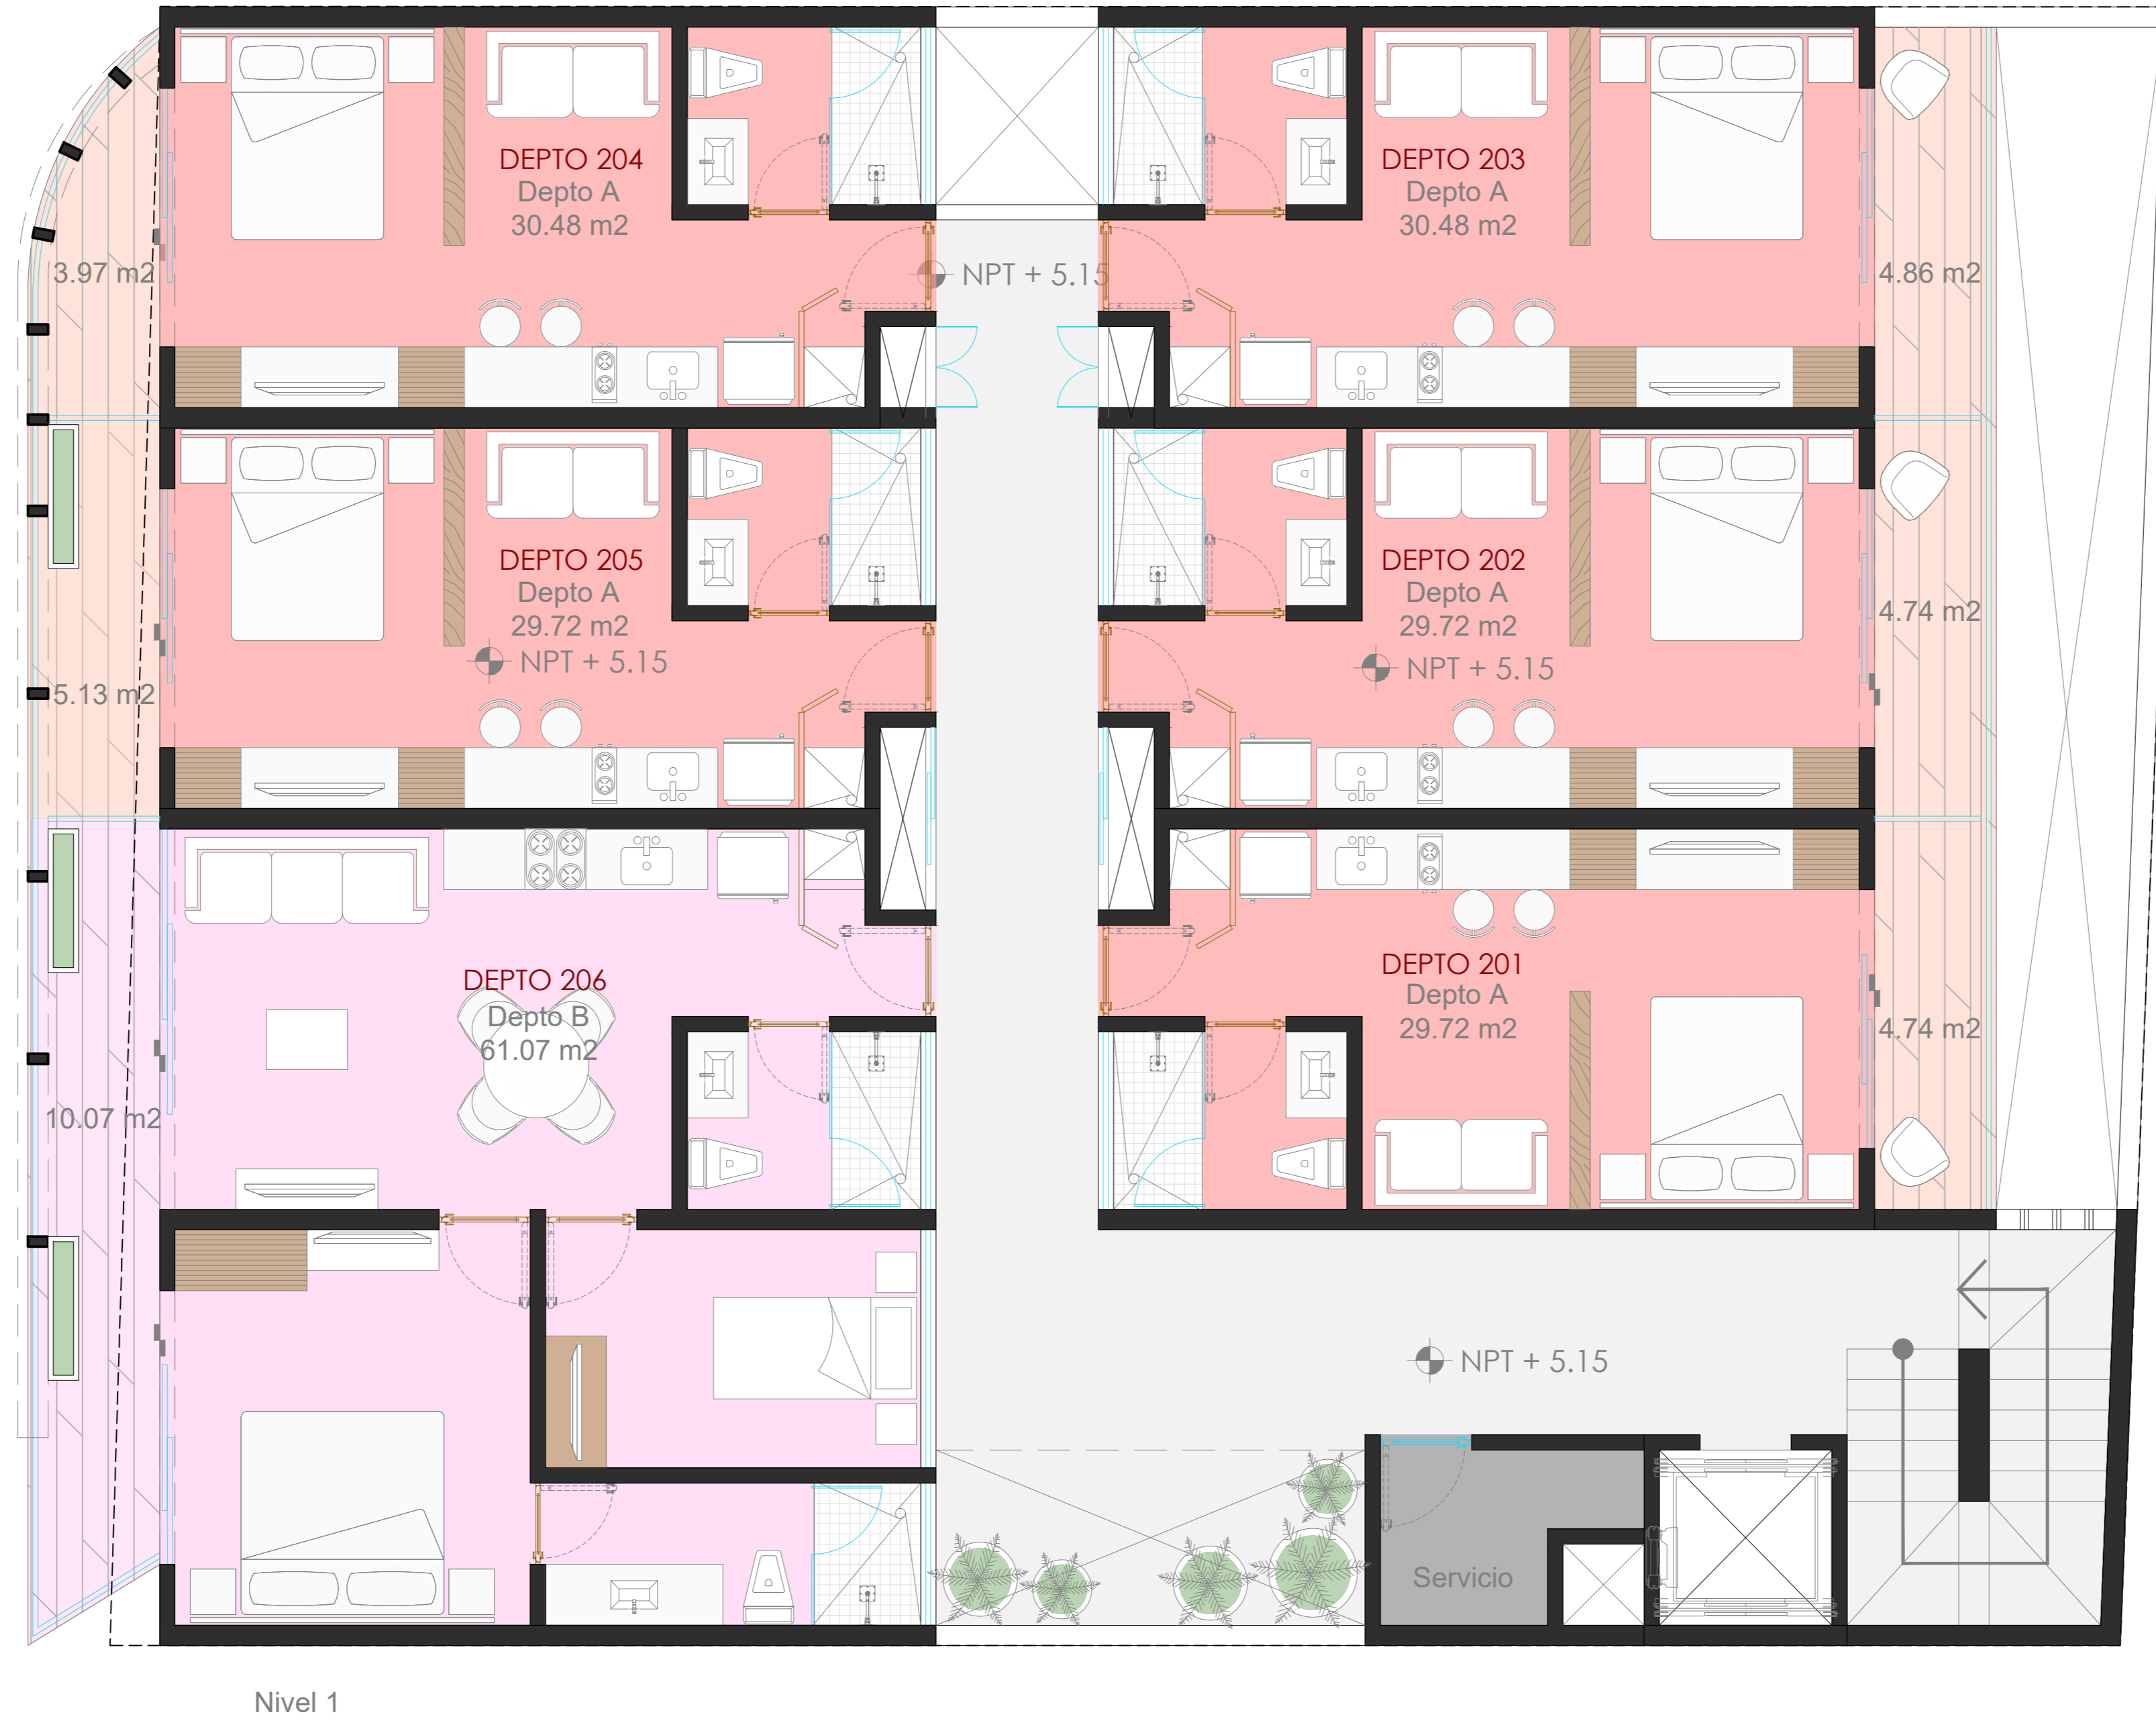 DEPTO 204
Depto A
30.48 m2
DEPTO 203
Depto A
30.48 m2
3.97 m2
NPT + 5.15
4.86 m2
DEPTO 205
Depto A
29.72 m2
NPT + 5.15
DEPTO 202
Depto A
29.72 m2
NPT + 5.15
4.74 m2
5.13 m2
DEPTO 206
Depto B
61.07 m2
DEPTO 201
Depto A
29.72 m2
4.74 m2
10.07 m2
NPT + 5.15
Servicio
Nivel 1